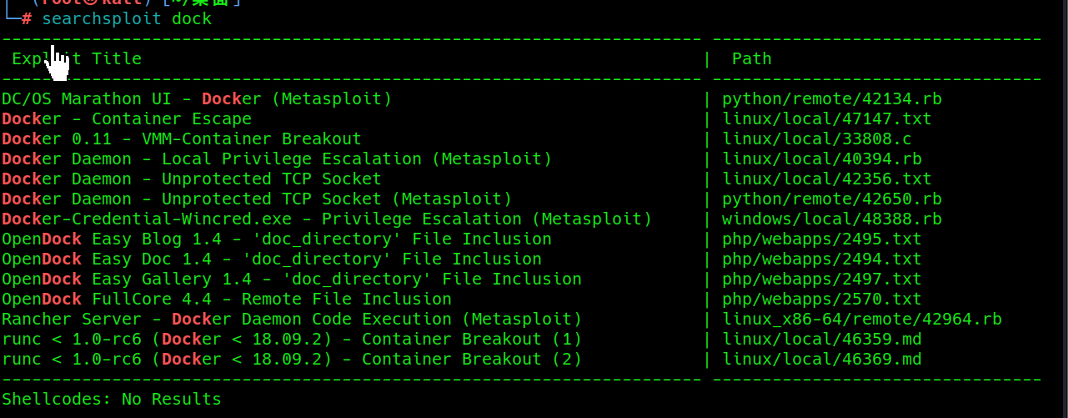 (root㉿kali)-[~/桌面]
└─# searchsploit dock
---------------------------------------------------------------------- ---------------------------------
Exploit Title | Path
---------------------------------------------------------------------- ---------------------------------
DC/OS Marathon UI - Docker (Metasploit) | python/remote/42134.rb
Docker - Container Escape | linux/local/47147.txt
Docker 0.11 - VMM-Container Breakout | linux/local/33808.c
Docker Daemon - Local Privilege Escalation (Metasploit) | linux/local/40394.rb
Docker Daemon - Unprotected TCP Socket | linux/local/42356.txt
Docker Daemon - Unprotected TCP Socket (Metasploit) | python/remote/42650.rb
Docker-Credential-Wincred.exe - Privilege Escalation (Metasploit) | windows/local/48388.rb
OpenDock Easy Blog 1.4 - 'doc_directory' File Inclusion | php/webapps/2495.txt
OpenDock Easy Doc 1.4 - 'doc_directory' File Inclusion | php/webapps/2494.txt
OpenDock Easy Gallery 1.4 - 'doc_directory' File Inclusion | php/webapps/2497.txt
OpenDock FullCore 4.4 - Remote File Inclusion | php/webapps/2570.txt
Rancher Server - Docker Daemon Code Execution (Metasploit) | linux_x86-64/remote/42964.rb
runc < 1.0-rc6 (Docker < 18.09.2) - Container Breakout (1) | linux/local/46359.md
runc < 1.0-rc6 (Docker < 18.09.2) - Container Breakout (2) | linux/local/46369.md
---------------------------------------------------------------------- ---------------------------------
Shellcodes: No Results